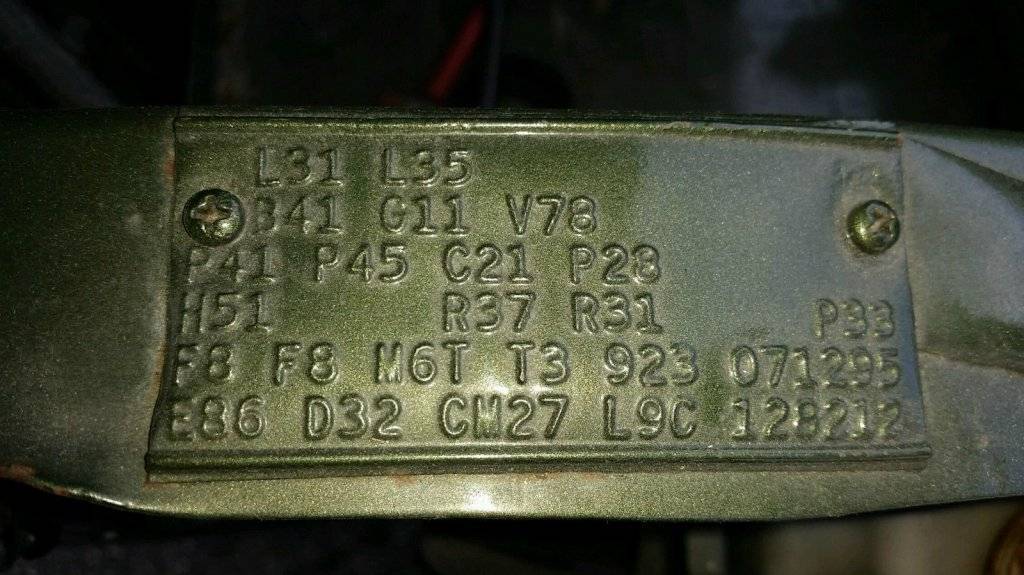 L31 L35
B41 G11 V78
P41 P45 C21 P28
H51 R37 R31 P33
F8 F8 M6T T3 923 071295
E86 D32 CM27 L9C 128212